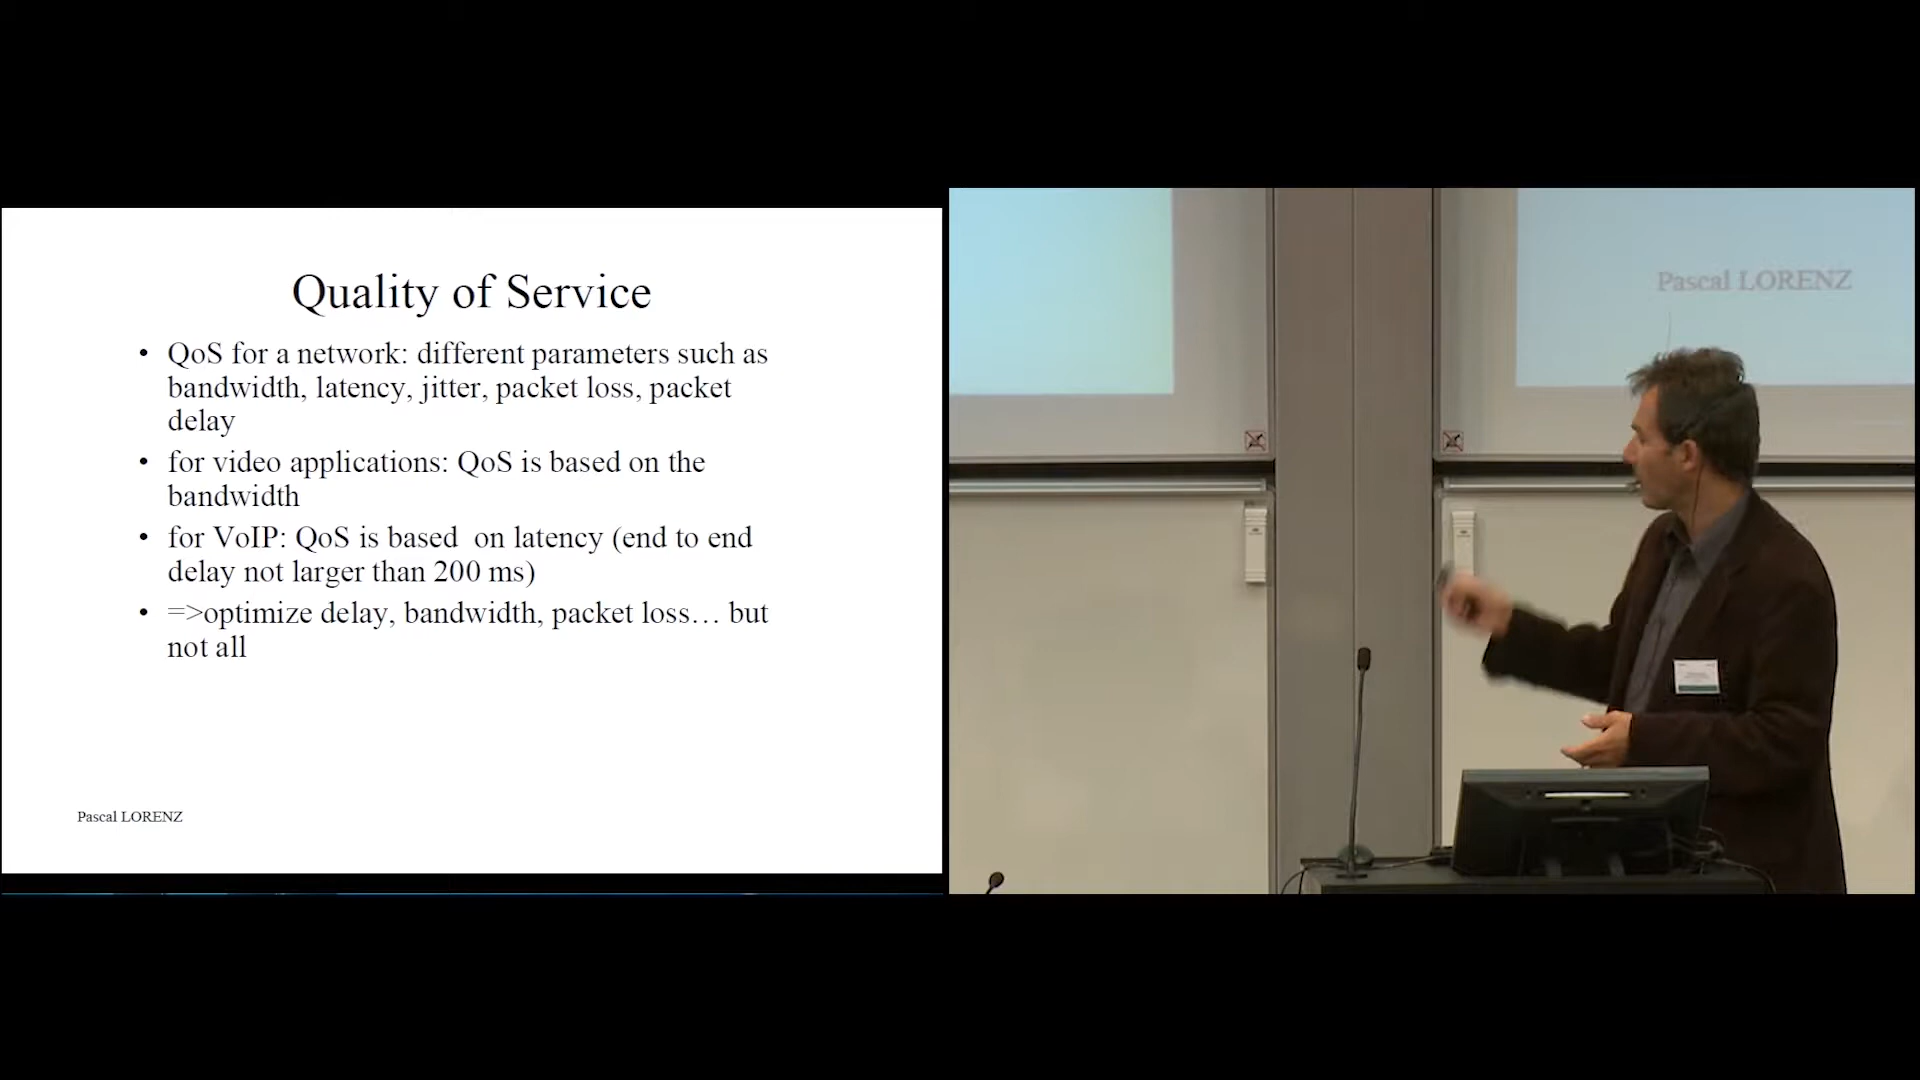 Quality of Service
• QoS for a network: different parameters such as
bandwidth, latency, jitter, packet loss, packet
delay
• for video applications: QoS is based on the
bandwidth
• for VoIP: QoS is based  on latency (end to end
delay not larger than 200 ms)
• =>optimize delay, bandwidth, packet loss… but
not all
Pascal LORENZ
Pascal LORENZ